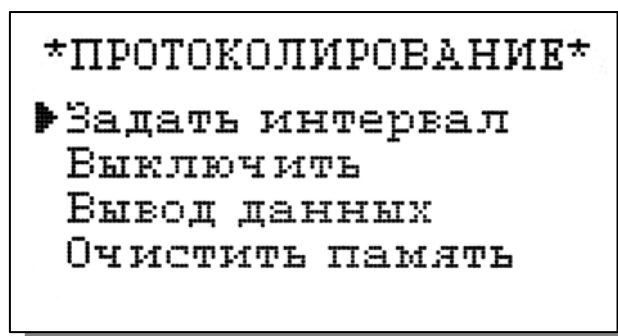 *ПРОТОКОЛИРОВАНИЕ*
Задать интервал
Выключить
Вывод данных
Очистить память